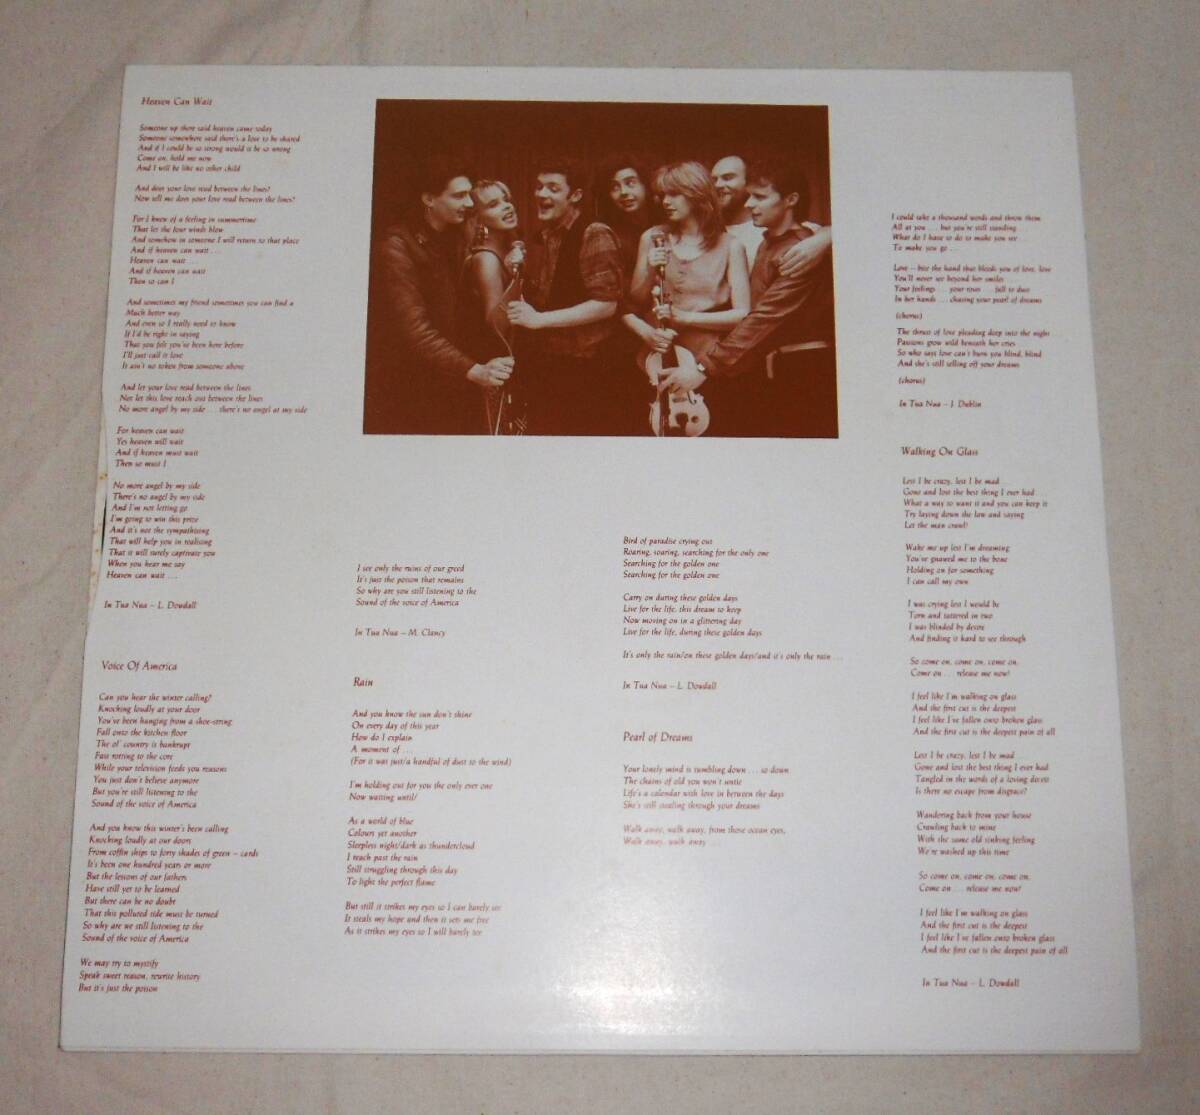 Heaven Can Wait
Someone up there said heaven came today
Someone somewhere said there's a love to be shared
And if I could be so strong would it be so wrong
Come on, hold me now
And I will be like no other child
And does your love read between the lines?
Now tell me does your love read between the lines?
For I knew of a feeling in summertime
That let the four winds blow
And somehow in someone I will return to that place
And if heaven can wait ...
Heaven can wait ...
And if heaven can wait
Then so can I
And sometimes my friend sometimes you can find a
Much better way
And even so I really need to know
If I'd be right in saying
That you felt you've been here before
I'll just call it love
It ain't no token from someone above
And let your love read between the lines
Not let this love reach out between the lines
No more angel by my side ... there's no angel at my side
For heaven can wait
Yes heaven will wait
And if heaven must wait
Then so must I
No more angel by my side
There's no angel by my side
And I'm not letting go
I'm going to win this prize
And it's not the sympathising
That will help you in realising
That it will surely captivate you
When you hear me say
Heaven can wait ...
In Tua Nua – L. Dowdall
Voice Of America
Can you hear the winter calling?
Knocking loudly at your door
You've been hanging from a shoe-string
Fall onto the kitchen floor
The ol' country is bankrupt
Fast rotting to the core
While your television feeds you reasons
You just don't believe anymore
But you're still listening to the
Sound of the voice of America
And you know this winter's been calling
Knocking loudly at our doors
From coffin ships to forty shades of green – cards
It's been one hundred years or more
But the lessons of our fathers
Have still yet to be learned
But there can be no doubt
That this polluted side must be turned
So why are we still listening to the
Sound of the voice of America
We may try to mystify
Speak sweet reason, rewrite history
But it's just the poison
I see only the ruins of our greed
It's just the poison that remains
So why are you still listening to the
Sound of the voice of America
In Tua Nua – M. Clancy
Rain
And you know the sun don't shine
On every day of this year
How do I explain
A moment of ...
(For it was just/a handful of dust to the wind)
I'm holding out for you the only ever one
Now waiting until/
As a world of blue
Colours yet another
Sleepless night/dark as thundercloud
I reach past the rain
Still struggling through this day
To light the perfect flame
But still it strikes my eyes so I can barely see
It steals my hope and then it sets me free
As it strikes my eyes so I will barely see
Bird of paradise crying out
Roaring, soaring, searching for the only one
Searching for the golden one
Searching for the golden one
Carry on during these golden days
Live for the life, this dream to keep
Now moving on in a glittering day
Live for the life, during these golden days
It's only the rain/on these golden days/and it's only the rain ...
In Tua Nua – L. Dowdall
Pearl of Dreams
Your lonely mind is tumbling down ... so down
The chains of old you won't untie
Life's a calendar with love in between the days
She's still stealing through your dreams
Walk away, walk away, from those ocean eyes,
Walk away, walk away ...
I could take a thousand words and throw them
All at you ... but you're still standing
What do I have to do to make you see
To make you go ...
Love – bite the hand that bleeds you of love, love
You'll never see beyond her smiles
Your feelings ... your roses ... fall to dust
In her hands ... chasing your pearl of dreams
(chorus)
The thrust of love pleading deep into the night
Passions grow wild beneath her cries
So who says love can't burn you blind, blind
And she's still selling off your dreams
(chorus)
In Tua Nua – J. Dublin
Walking On Glass
Lest I be crazy, lest I be mad ...
Gone and lost the best thing I ever had ...
What a way to want it and you can keep it
Try laying down the law and saying
Let the man crawl!
Wake me up lest I'm dreaming
You've gnawed me to the bone
Holding on for something
I can call my own
I was crying lest I would be
Torn and tattered in two
I was blinded by desire
And finding it hard to see through
So come on, come on, come on,
Come on ... release me now!
I feel like I'm walking on glass
And the first cut is the deepest
I feel like I've fallen onto broken glass
And the first cut is the deepest pain of all
Lest I be crazy, lest I be mad ...
Gone and lost the best thing I ever had
Tangled in the words of a loving deceit
Is there no escape from disgrace?
Wandering back from your house
Crawling back to mine
With the same old sinking feeling
We're washed up this time
So come on, come on, come on,
Come on ... release me now!
I feel like I'm walking on glass
And the first cut is the deepest
I feel like I've fallen onto broken glass
And the first cut is the deepest pain of all
In Tua Nua – L. Dowdall